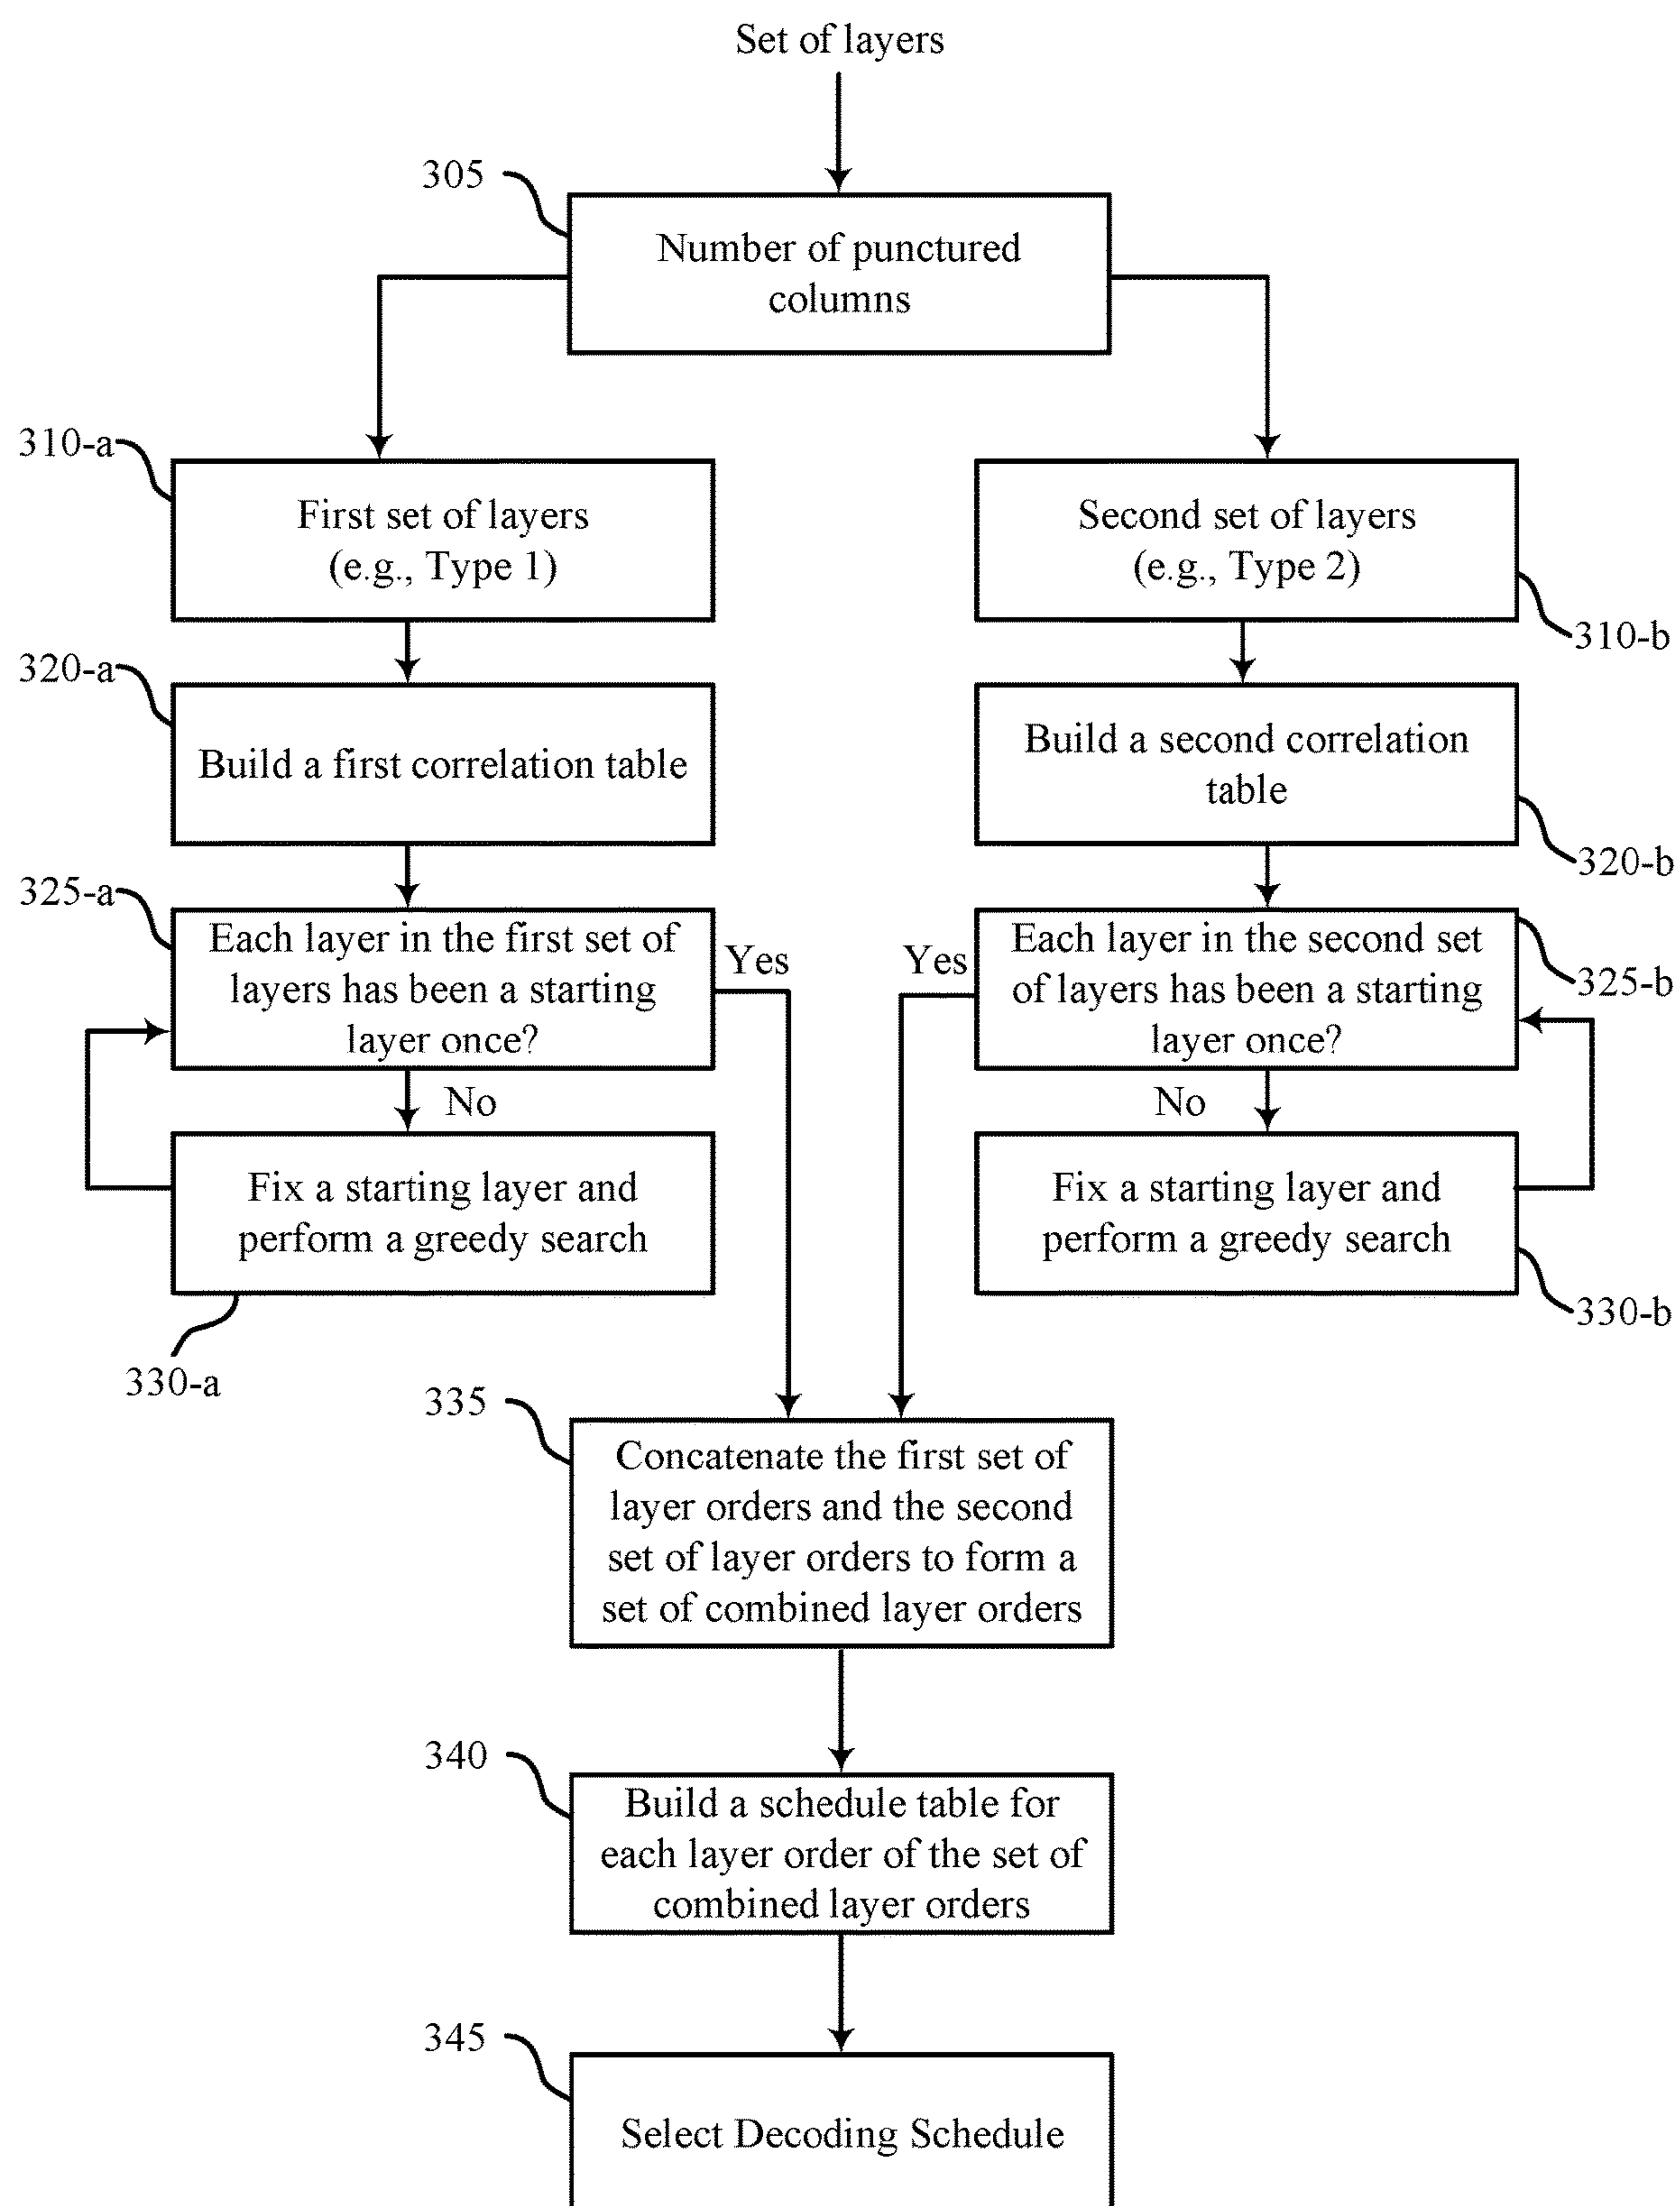 Set of layers
305
Number of punctured
columns
310-a
First set of layers
(e.g., Type 1)
Second set of layers
(e.g., Type 2)
310-b
320-a
Build a first correlation table
Build a second correlation
table
320-b
325-a
Each layer in the first set of
layers has been a starting
layer once?
Yes
Yes
Each layer in the second set
of layers has been a starting
layer once?
325-b
No
No
Fix a starting layer and
perform a greedy search
330-a
Fix a starting layer and
perform a greedy search
330-b
335
Concatenate the first set of
layer orders and the second
set of layer orders to form a
set of combined layer orders
340
Build a schedule table for
each layer order of the set of
combined layer orders
345
Select Decoding Schedule